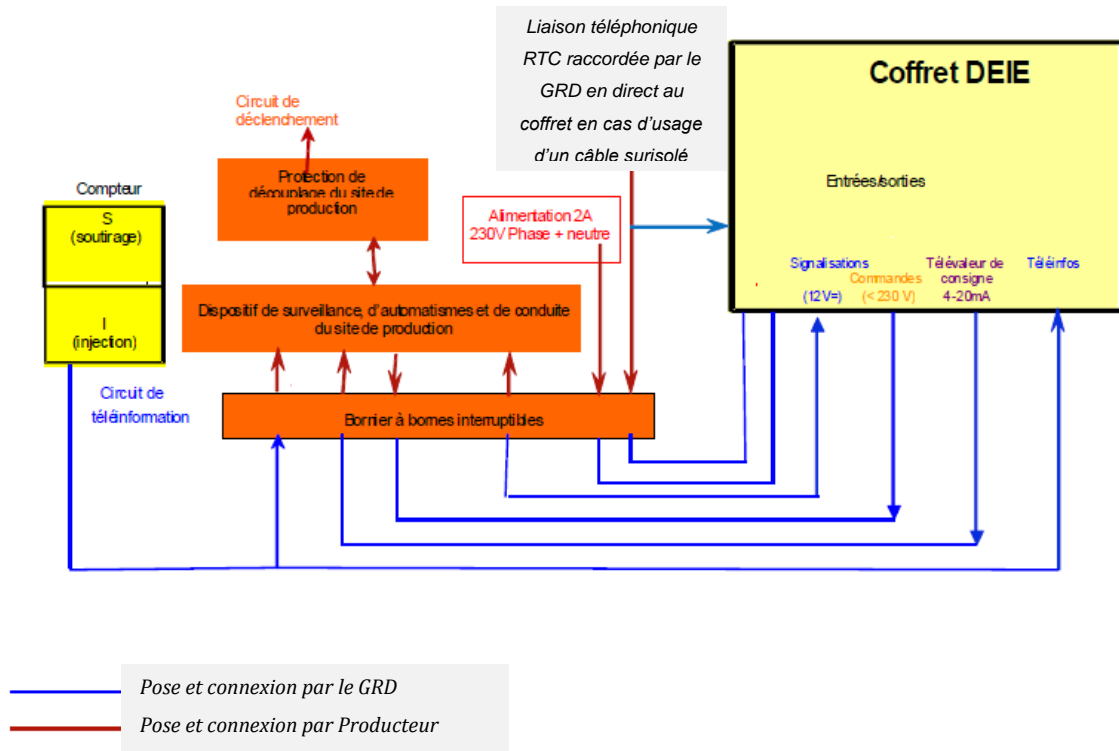 Liaison téléphonique
RTC raccordée par le
GRD en direct au
coffret en cas d'usage
d'un câble surisolé
Coffret DEIE
Circuit de
déclenchement
Protection de
découplage du site de
production
Entrées/sorties
Compteur
S
(soutirage)
I
(injection)
Alimentation 2A
230V Phase + neutre
Signalisations
(12V=)
Commandes
(< 230 V)
Télévaleur de
consigne
4-20mA
Téléinfos
Dispositif de surveillance, d'automatismes et de conduite
du site de production
Circuit de
téléinformation
Bornier à bornes interruptibles
Pose et connexion par le GRD
Pose et connexion par Producteur